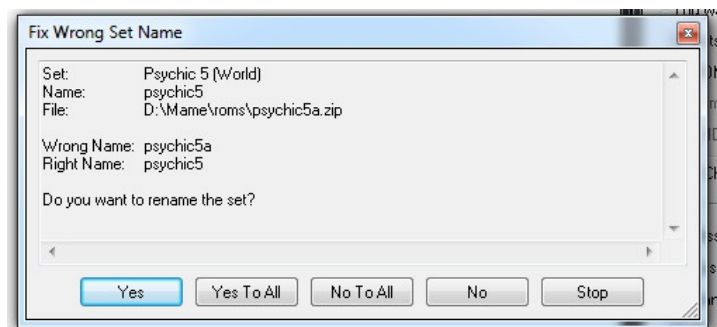 Fix Wrong Set Name
Set: Psychic 5 (World)
Name: psychic5
File: D:\Mame\roms\psychic5a.zip
Wrong Name: psychic5a
Right Name: psychic5
Do you want to rename the set?
Yes Yes To All No To All No Stop